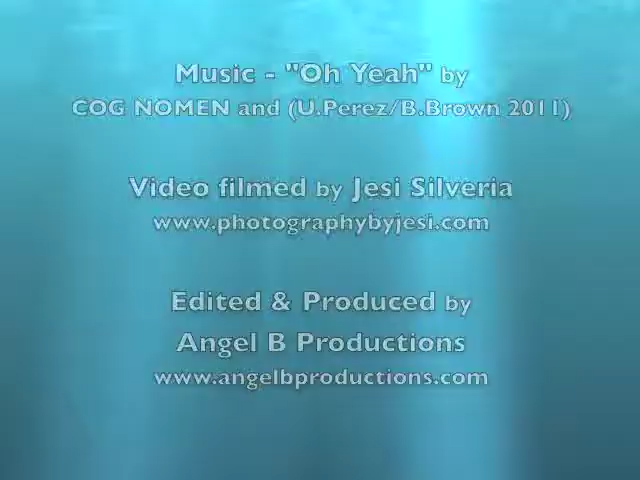 Music - "Oh Yeah" by
COG NOMEN and (U.Perez/B.Brown 2011)
Video filmed by Jesi Silveria
www.photographybyjesi.com
Edited & Produced by
Angel B Productions
www.angelbproductions.com